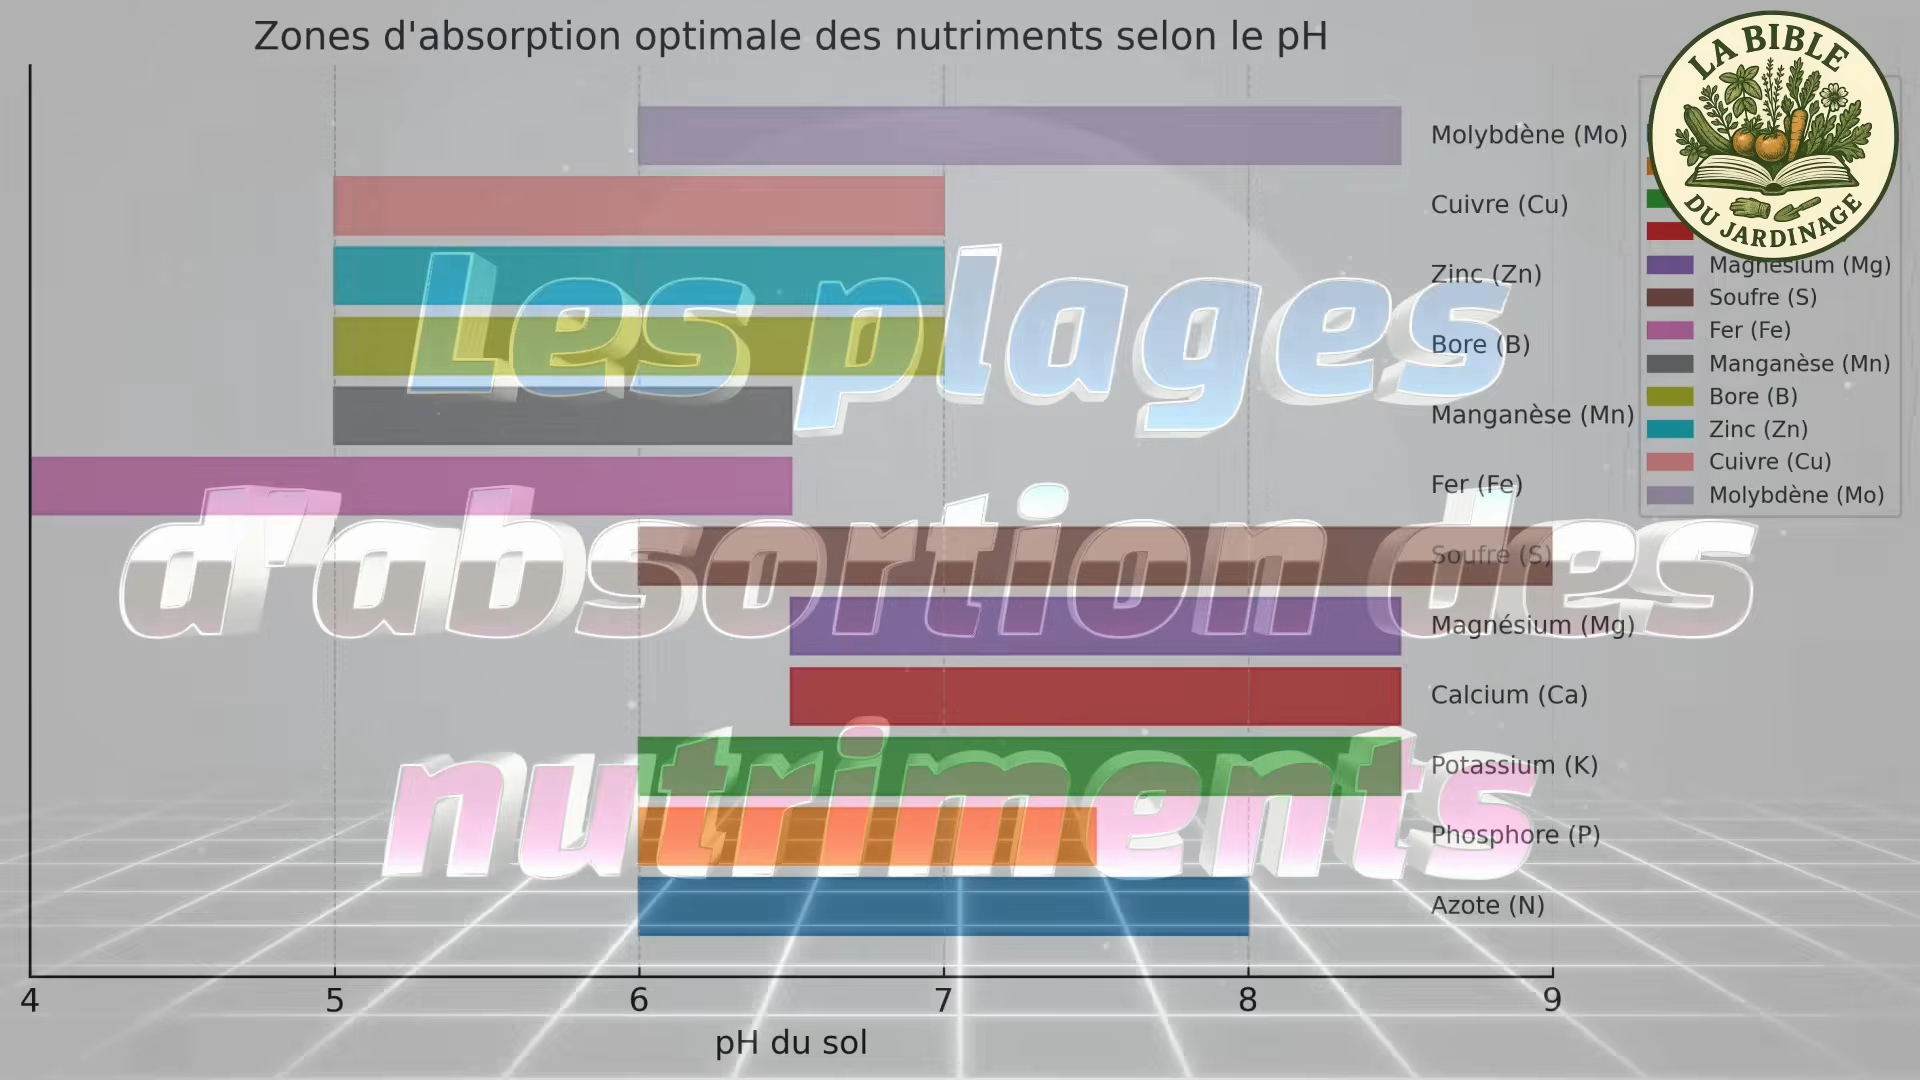 Zones d'absorption optimale des nutriments selon le pH
LA BIBLE
DU JARDINAGE
Molybdène (Mo)
Cuivre (Cu)
Zinc (Zn)
Bore (B)
Manganèse (Mn)
Fer (Fe)
Soufre (S)
Magnésium (Mg)
Calcium (Ca)
Potassium (K)
Phosphore (P)
Azote (N)
Magnésium (Mg)
Soufre (S)
Fer (Fe)
Manganèse (Mn)
Bore (B)
Zinc (Zn)
Cuivre (Cu)
Molybdène (Mo)
Les plages
d'absortion des
nutriments
4 5 6 7 8 9
pH du sol